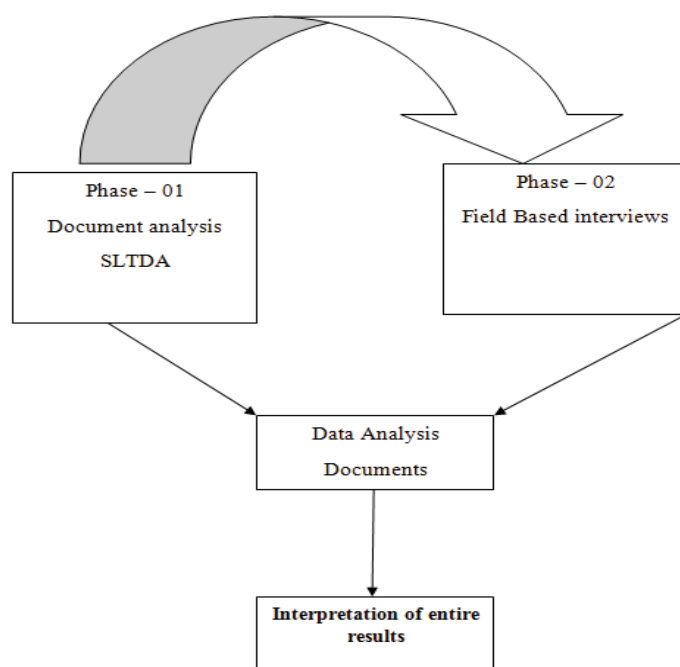 Phase – 01
Document analysis
SLTDA
Phase – 02
Field Based interviews
Data Analysis
Documents
Interpretation of entire
results